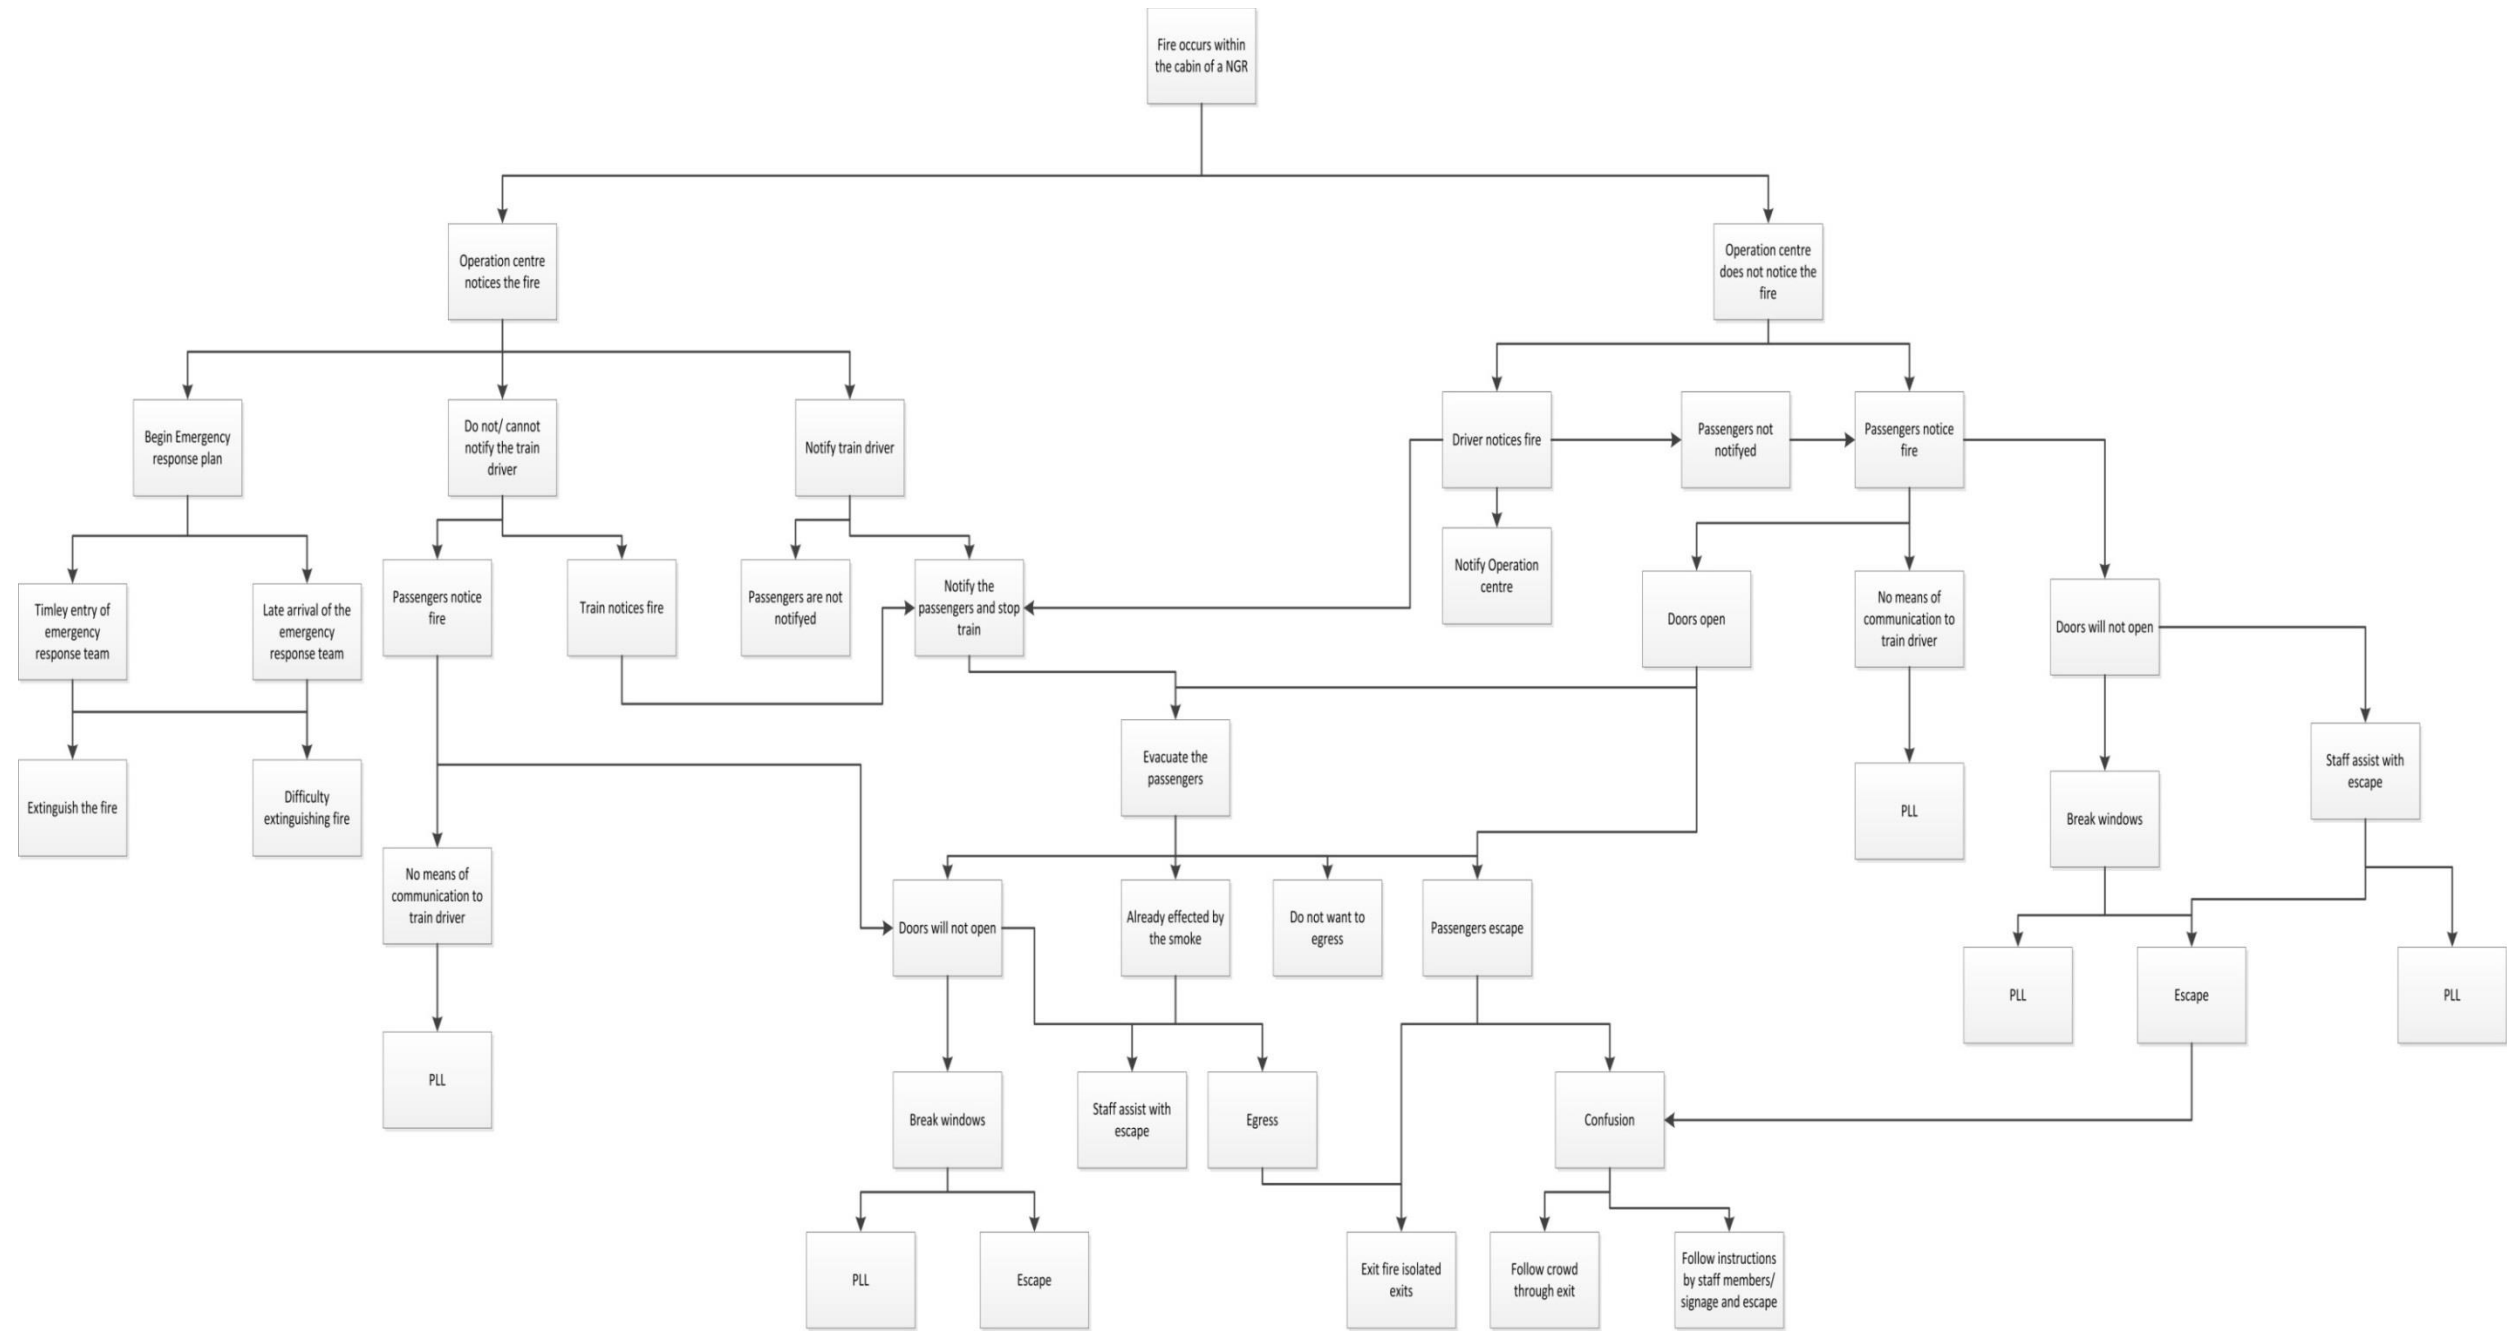 Fire occurs within
the cabin of a NGR
Operation centre
notices the fire
Operation centre
does not notice the
fire
Begin Emergency
response plan
Do not/ cannot
notify the train
driver
Notify train driver
Driver notices fire
Passengers not
notifyed
Passengers notice
fire
Timley entry of
emergency
response team
Late arrival of the
emergency
response team
Passengers notice
fire
Train notices fire
Passengers are not
notifyed
Notify the
passengers and stop
train
Notify Operation
centre
Doors open
No means of
communication to
train driver
Doors will not open
Extinguish the fire
Difficulty
extinguishing fire
Evacuate the
passengers
PLL
Break windows
Staff assist with
escape
No means of
communication to
train driver
Doors will not open
Already effected by
the smoke
Do not want to
egress
Passengers escape
PLL
Escape
PLL
PLL
Break windows
Staff assist with
escape
Egress
Confusion
PLL
Escape
Exit fire isolated
exits
Follow crowd
through exit
Follow instructions
by staff members/
signage and escape